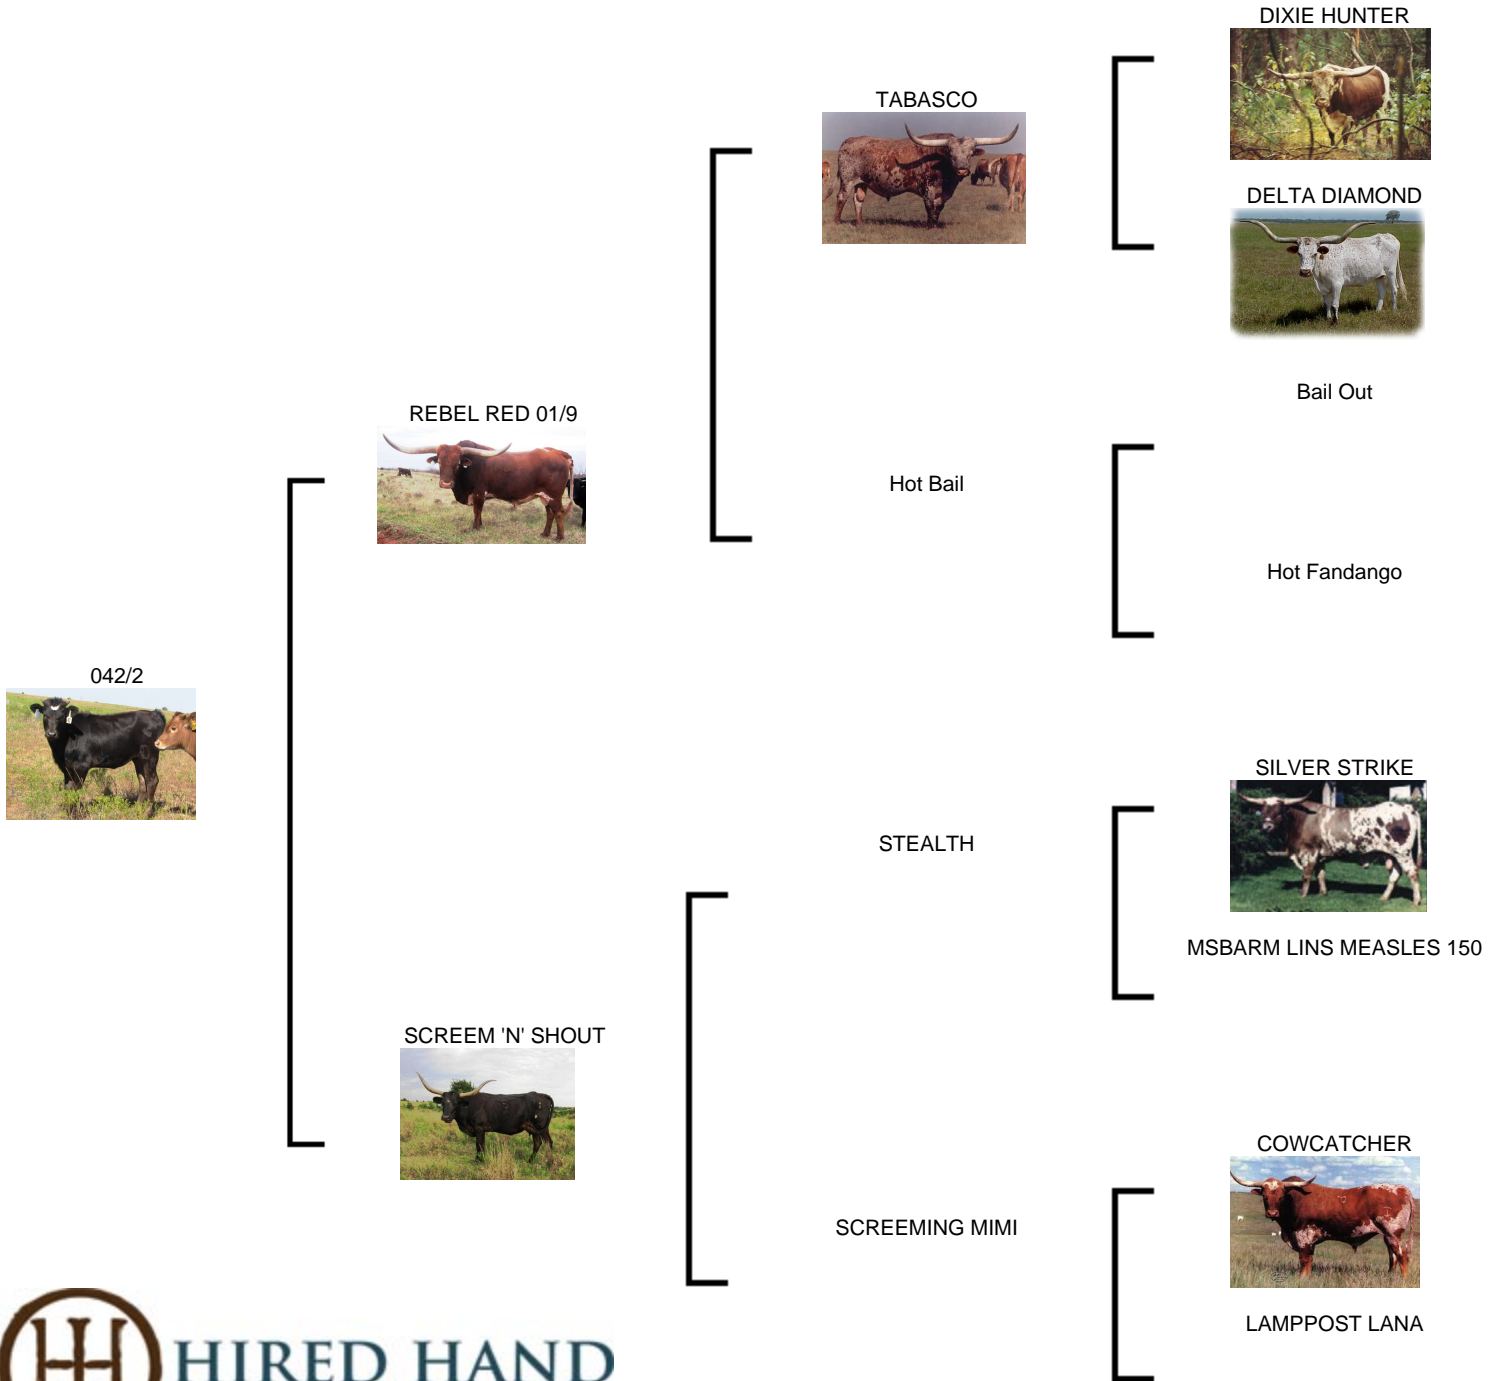 DIXIE HUNTER
TABASCO
DELTA DIAMOND
Bail Out
REBEL RED 01/9
Hot Bail
Hot Fandango
042/2
SILVER STRIKE
STEALTH
MSBARM LINS MEASLES 150
SCREEM 'N' SHOUT
COWCATCHER
SCREEMING MIMI
LAMPPOST LANA
HIRED HAND